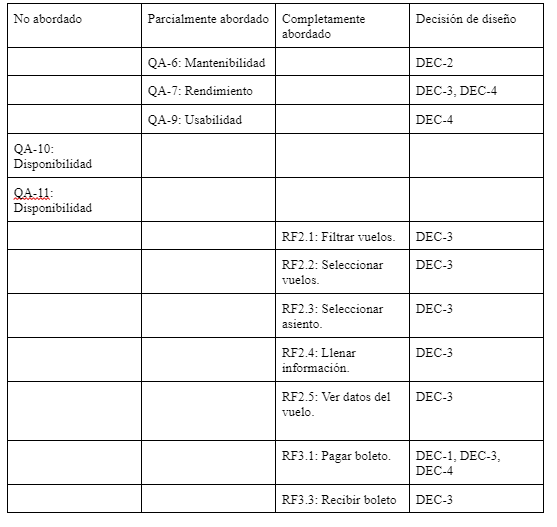 No abordado
Parcialmente abordado
Completamente
abordado
Decisión de diseño
QA-6: Mantenibilidad
DEC-2
QA-7: Rendimiento
DEC-3, DEC-4
QA-9: Usabilidad
DEC-4
QA-10:
Disponibilidad
QA-11:
Disponibilidad
RF2.1: Filtrar vuelos.
DEC-3
RF2.2: Seleccionar
vuelos.
DEC-3
RF2.3: Seleccionar
asiento.
DEC-3
RF2.4: Llenar
información.
DEC-3
RF2.5: Ver datos del
vuelo.
DEC-3
RF3.1: Pagar boleto.
DEC-1, DEC-3,
DEC-4
RF3.3: Recibir boleto
DEC-3